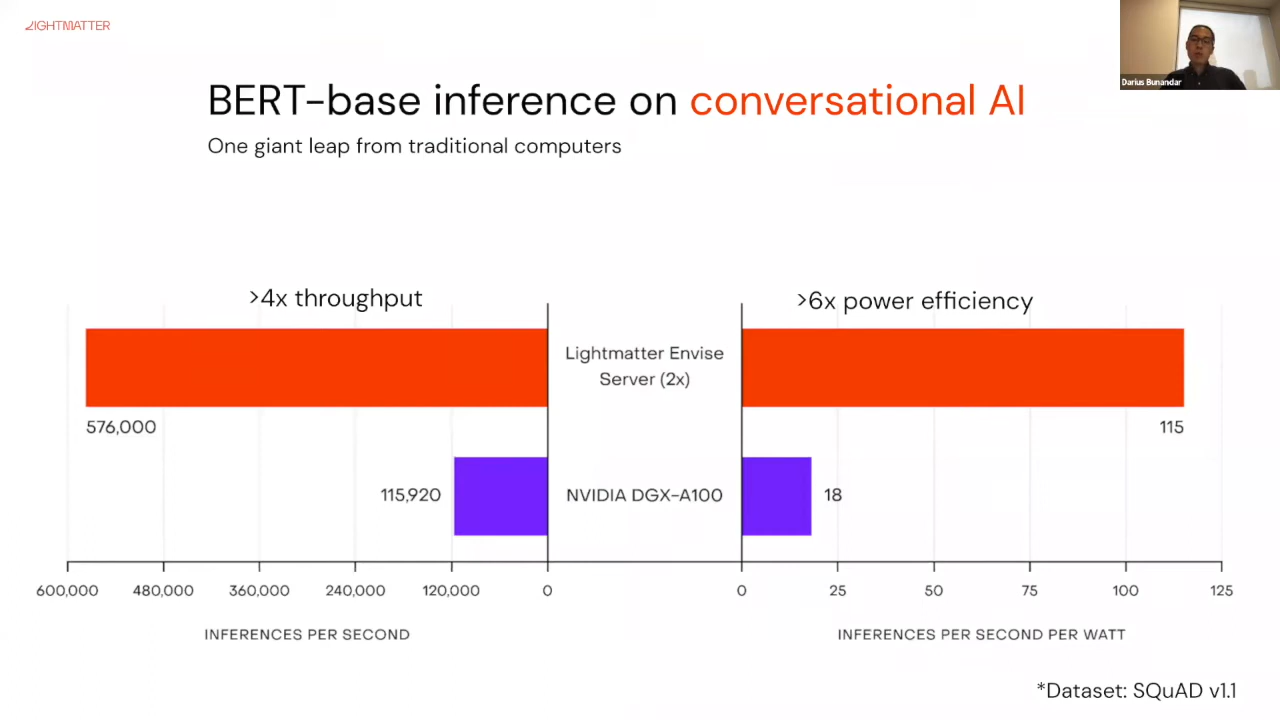 LIGHTMATTER
Darius Bunandar
BERT-base inference on conversational AI
One giant leap from traditional computers
>4x throughput
>6x power efficiency
Lightmatter Envise
Server (2x)
576,000
115
115,920
NVIDIA DGX-A100
18
600,000 480,000 360,000 240,000 120,000 0 0 25 50 75 100 125
INFERENCES PER SECOND
INFERENCES PER SECOND PER WATT
*Dataset: SQuAD v1.1